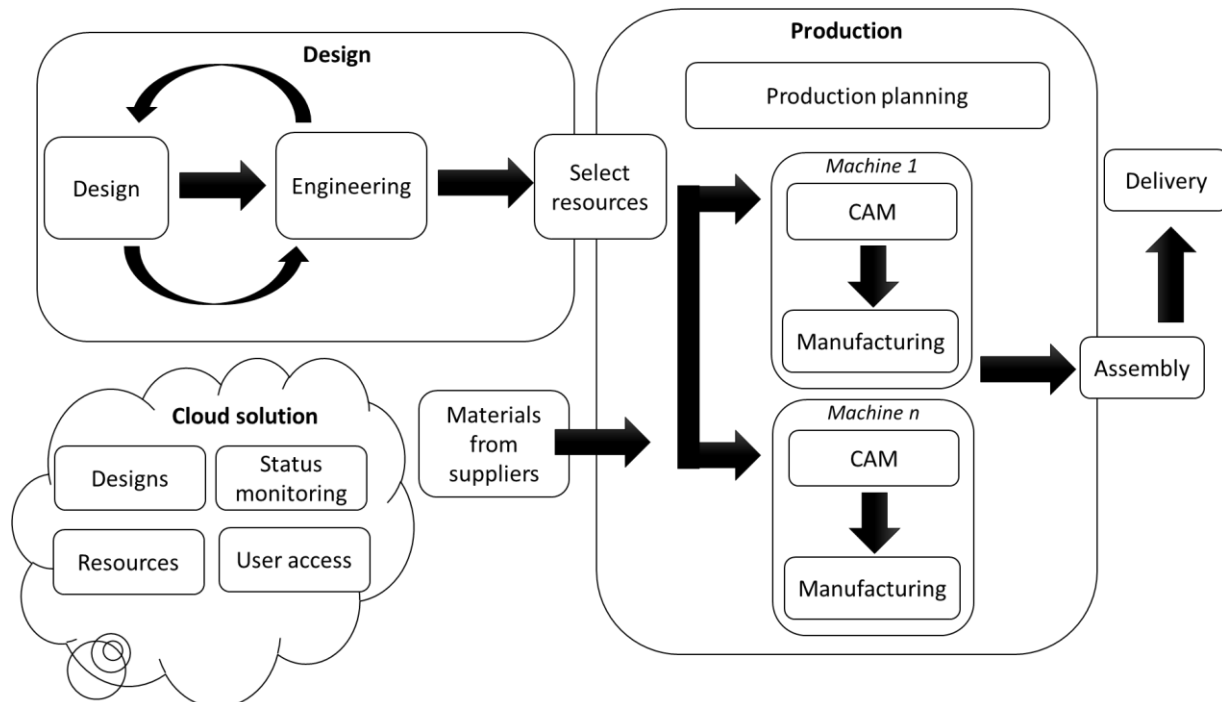 Design
Design
Engineering
Select
resources
Production
Production planning
Machine 1
CAM
Manufacturing
Machine n
CAM
Manufacturing
Delivery
Assembly
Materials
from
suppliers
Cloud solution
Designs
Status
monitoring
Resources
User access